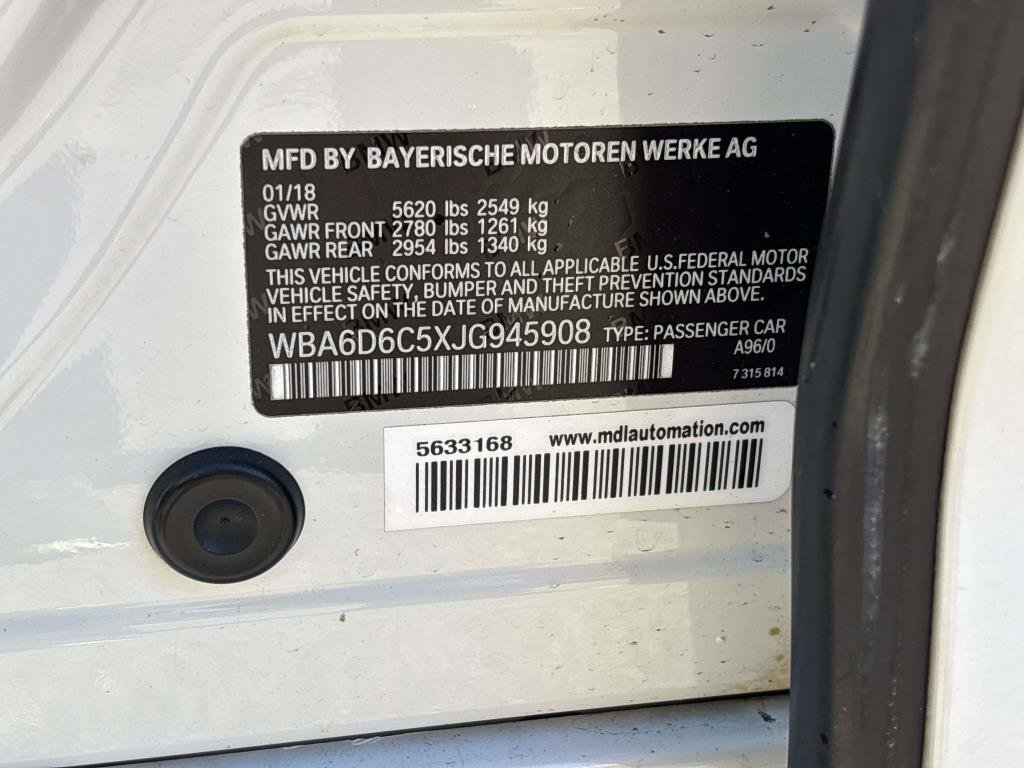 MFD BY BAYERISCHE MOTOREN WERKE AG
01/18
GVWR 5620 lbs 2549 kg
GAWR FRONT 2780 lbs 1261 kg
GAWR REAR 2954 lbs 1340 kg
THIS VEHICLE CONFORMS TO ALL APPLICABLE U.S.FEDERAL MOTOR
VEHICLE SAFETY, BUMPER AND THEFT PREVENTION STANDARDS
IN EFFECT ON THE DATE OF MANUFACTURE SHOWN ABOVE.
WBA6D6C5XJG945908 TYPE: PASSENGER CAR
A96/0
7 315 814
5633168 www.mdlautomation.com